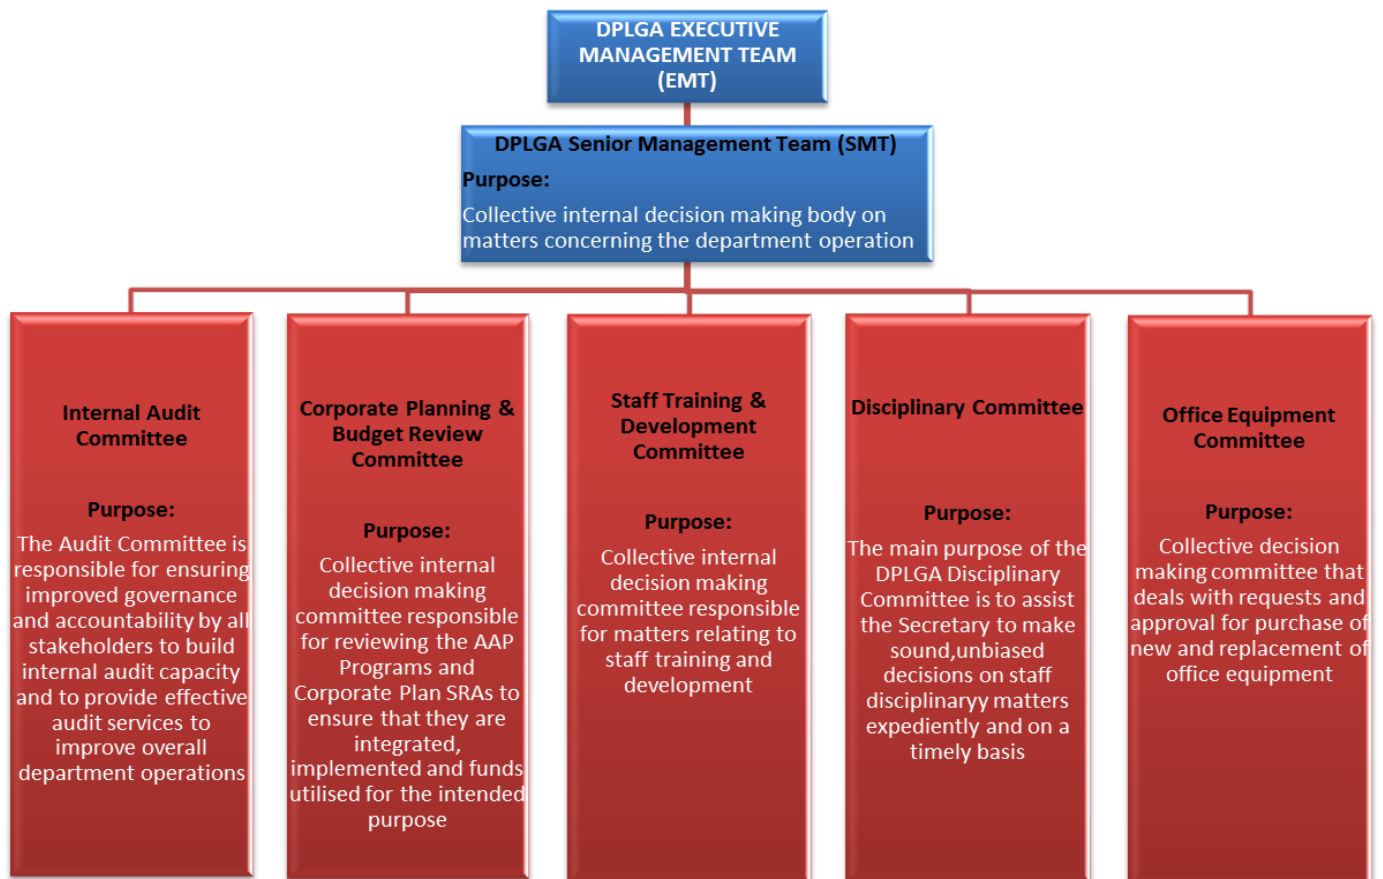 DPLGA EXECUTIVE
MANAGEMENT TEAM
(EMT)
DPLGA Senior Management Team (SMT)
Purpose:
Collective internal decision making body on
matters concerning the department operation
Internal Audit
Committee
Purpose:
The Audit Committee is
responsible for ensuring
improved governance
and accountability by all
stakeholders to build
internal audit capacity
and to provide effective
audit services to
improve overall
department operations
Corporate Planning &
Budget Review
Committee
Purpose:
Collective internal
decision making
committee responsible
for reviewing the AAP
Programs and
Corporate Plan SRAs to
ensure that they are
integrated,
implemented and funds
utilised for the intended
purpose
Staff Training &
Development
Committee
Purpose:
Collective internal
decision making
committee responsible
for matters relating to
staff training and
development
Disciplinary Committee
Purpose:
The main purpose of the
DPLGA Disciplinary
Committee is to assist
the Secretary to make
sound,unbiased
decisions on staff
disciplinaryy matters
expediently and on a
timely basis
Office Equipment
Committee
Purpose:
Collective decision
making committee that
deals with requests and
approval for purchase of
new and replacement of
office equipment